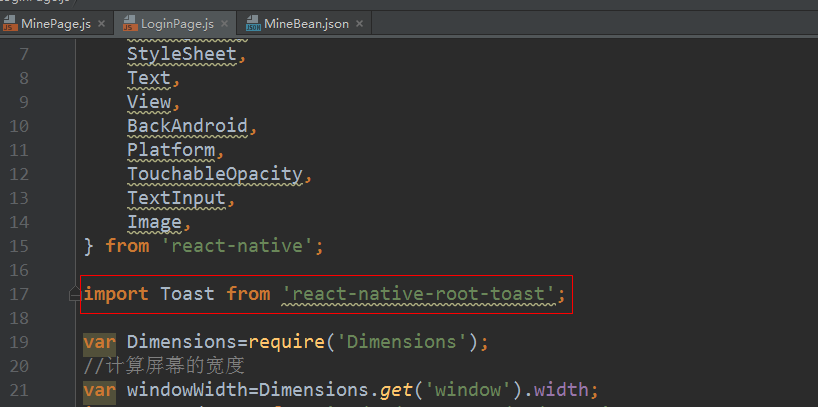 MinePage.js × LoginPage.js × MineBean.json ×
7 StyleSheet,
8 Text,
9 View,
10 BackAndroid,
11 Platform,
12 TouchableOpacity,
13 TextInput,
14 Image,
15 } from 'react-native';
16
17 import Toast from 'react-native-root-toast';
18
19 var Dimensions=require('Dimensions');
20 //计算屏幕的宽度
21 var windowWidth=Dimensions.get('window').width;